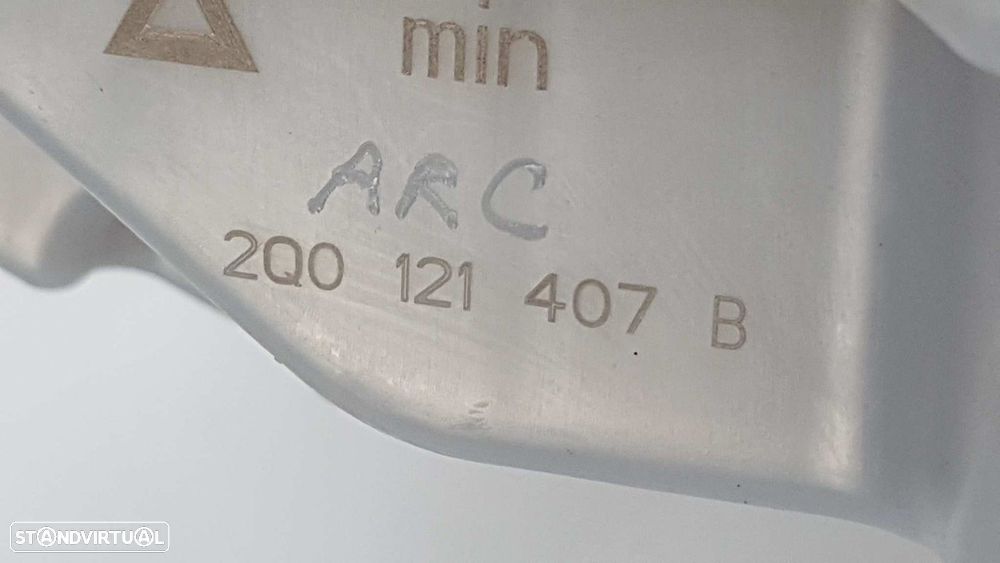 min
ARC
2Q0 121 407 B
STANDVIRTUAL